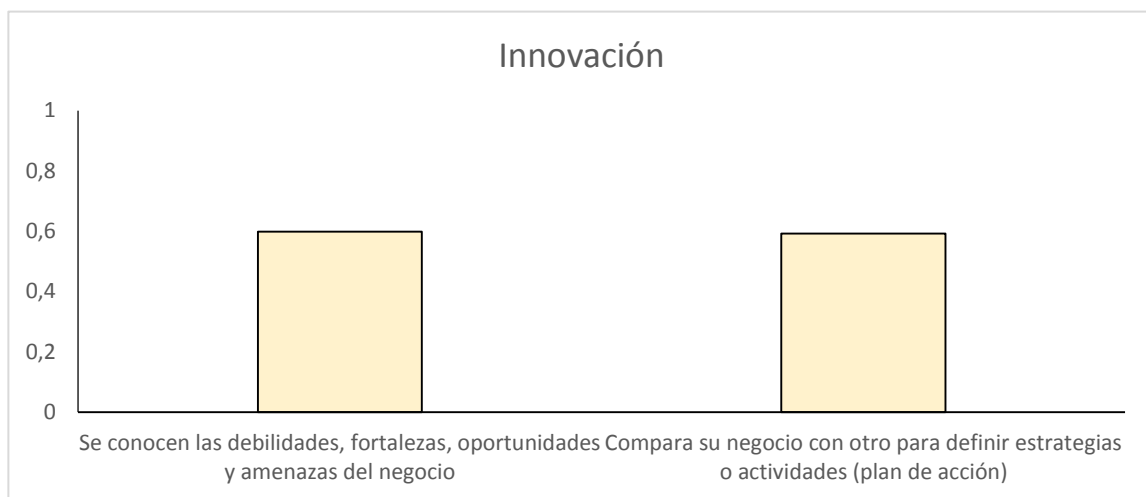 Innovación
1
0,8
0,6
0,4
0,2
0
Se conocen las debilidades, fortalezas, oportunidades
y amenazas del negocio
Compara su negocio con otro para definir estrategias
o actividades (plan de acción)